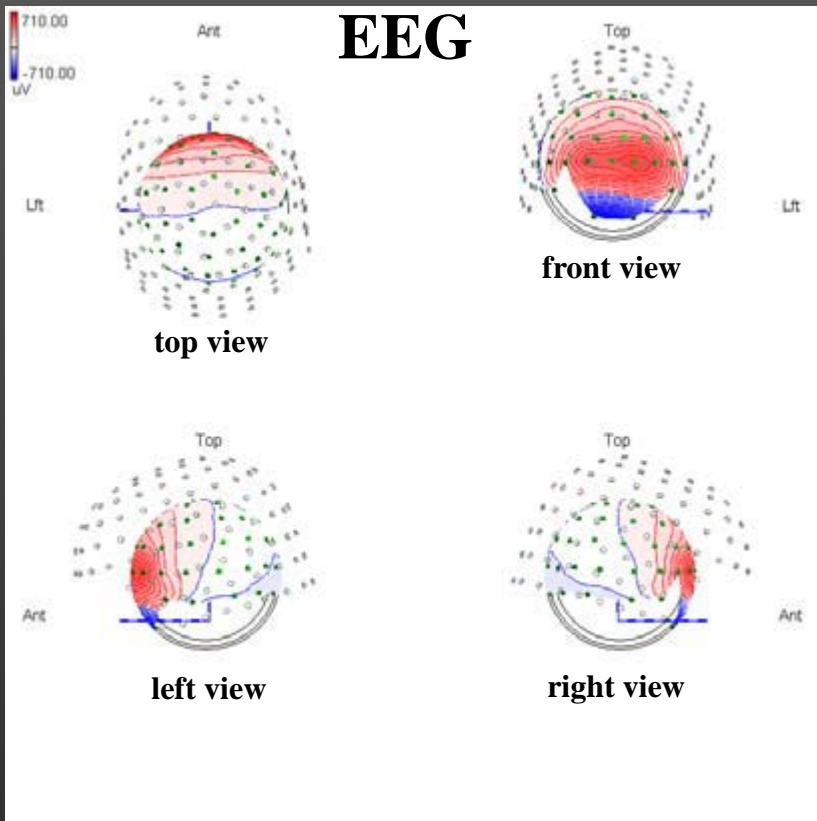 EEG
710.00
-710.00
uV
Ant
Top
Lft
Lft
front view
top view
Top
Top
Ant
Ant
left view
right view